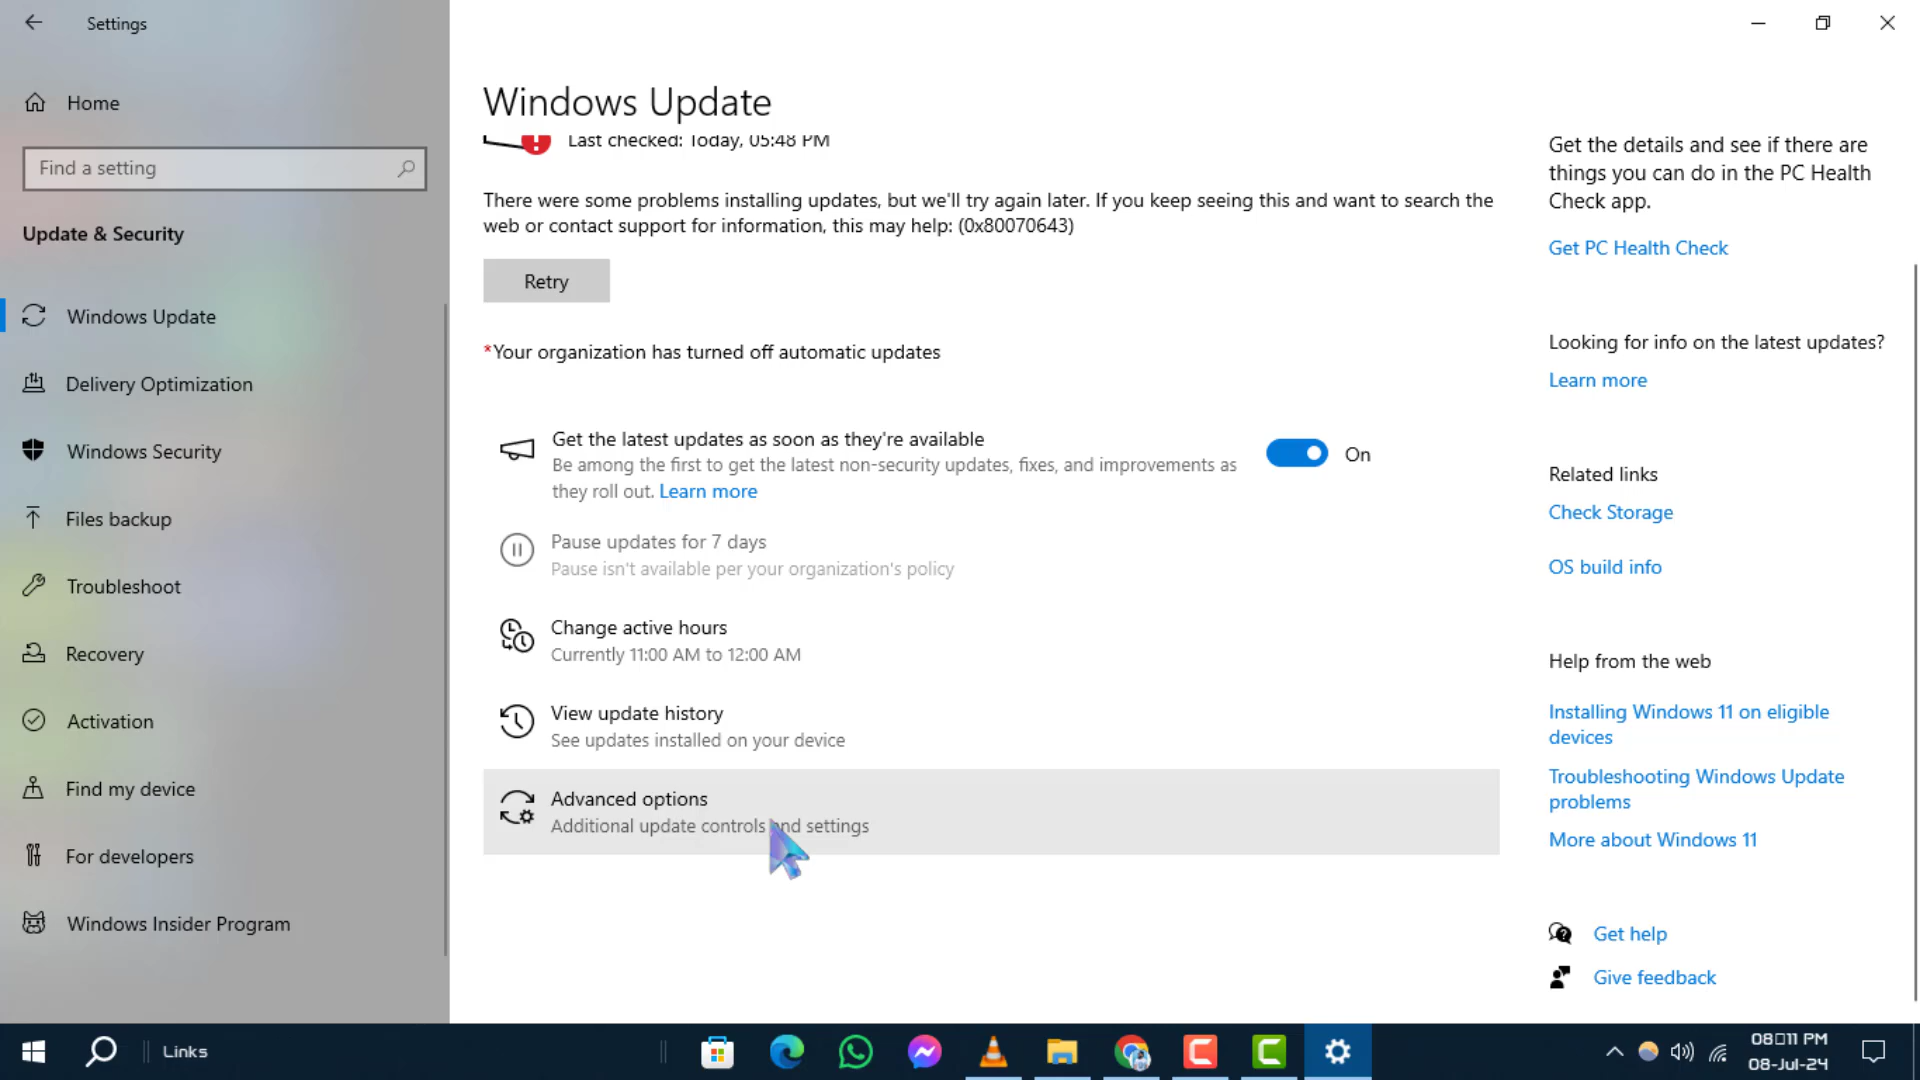 Settings
Home
Find a setting
Update & Security
Windows Update
Delivery Optimization
Windows Security
Files backup
Troubleshoot
Recovery
Activation
Find my device
For developers
Windows Insider Program
Windows Update
Last checked: Today, 05:48 PM
There were some problems installing updates, but we'll try again later. If you keep seeing this and want to search the
web or contact support for information, this may help: (0x80070643)
Retry
*Your organization has turned off automatic updates
Get the latest updates as soon as they're available
Be among the first to get the latest non-security updates, fixes, and improvements as
they roll out. Learn more
On
Pause updates for 7 days
Pause isn't available per your organization's policy
Change active hours
Currently 11:00 AM to 12:00 AM
View update history
See updates installed on your device
Advanced options
Additional update controls and settings
Get the details and see if there are
things you can do in the PC Health
Check app.
Get PC Health Check
Looking for info on the latest updates?
Learn more
Related links
Check Storage
OS build info
Help from the web
Installing Windows 11 on eligible
devices
Troubleshooting Windows Update
problems
More about Windows 11
Get help
Give feedback
Links
08▯11 PM
08-Jul-24